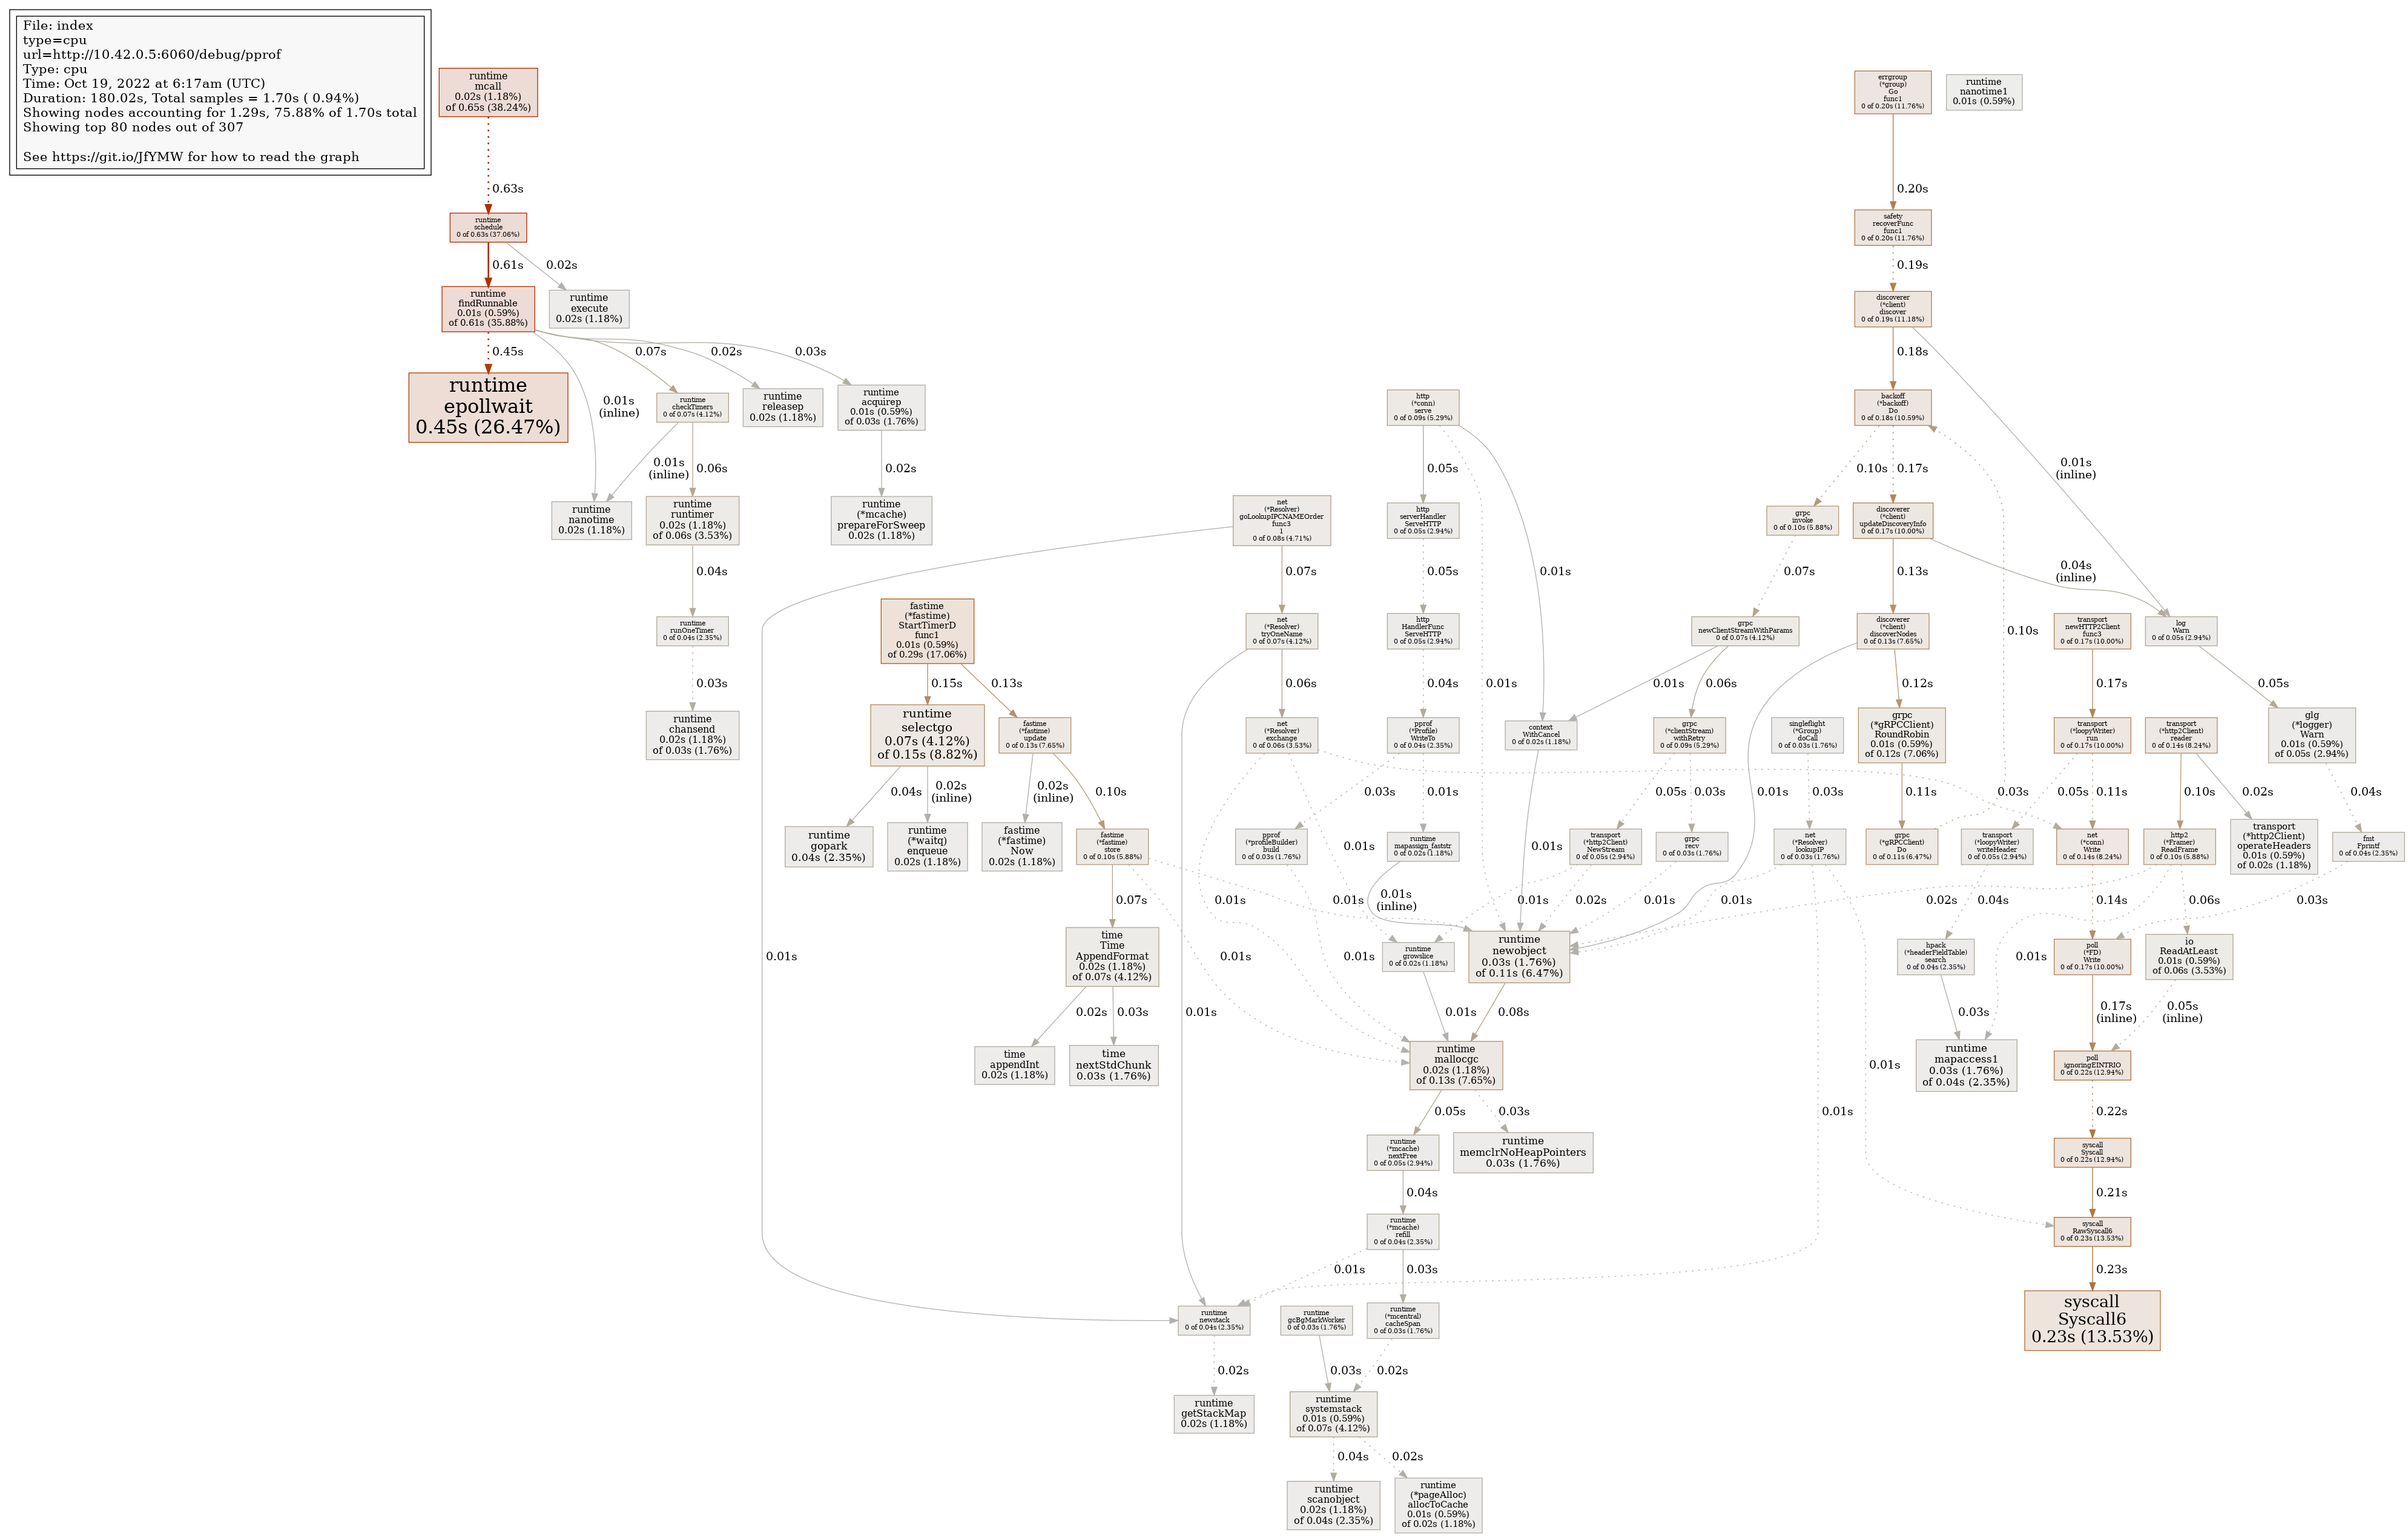 File: index
type=cpu
url=http://10.42.0.5:6060/debug/pprof
Type: cpu
Time: Oct 19, 2022 at 6:17am (UTC)
Duration: 180.02s, Total samples = 1.70s ( 0.94%)
Showing nodes accounting for 1.29s, 75.88% of 1.70s total
Showing top 80 nodes out of 307
See https://git.io/JfYMW for how to read the graph
runtime
mcall
0.02s (1.18%)
of 0.65s (38.24%)
errgroup
(*group)
Go
func1
0 of 0.20s (11.76%)
runtime
nanotime1
0.01s (0.59%)
0.63s
0.20s
runtime
schedule
0 of 0.63s (37.06%)
safety
recoverFunc
func1
0 of 0.20s (11.76%)
0.61s
0.02s
0.19s
runtime
findRunnable
0.01s (0.59%)
of 0.61s (35.88%)
runtime
execute
0.02s (1.18%)
discoverer
(*client)
discover
0 of 0.19s (11.18%)
0.45s
0.07s
0.02s
0.03s
0.18s
runtime
epollwait
0.45s (26.47%)
0.01s
(inline)
runtime
checkTimers
0 of 0.07s (4.12%)
runtime
releasep
0.02s (1.18%)
runtime
acquirep
0.01s (0.59%)
of 0.03s (1.76%)
http
(*conn)
serve
0 of 0.09s (5.29%)
backoff
(*backoff)
Do
0 of 0.18s (10.59%)
0.01s
(inline)
0.06s
0.02s
0.05s
0.10s
0.17s
0.01s
(inline)
runtime
nanotime
0.02s (1.18%)
runtime
runtimer
0.02s (1.18%)
of 0.06s (3.53%)
runtime
(*mcache)
prepareForSweep
0.02s (1.18%)
net
(*Resolver)
goLookupIPCNAMEOrder
func3
1
0 of 0.08s (4.71%)
http
serverHandler
ServeHTTP
0 of 0.05s (2.94%)
grpc
invoke
0 of 0.10s (5.88%)
discoverer
(*client)
updateDiscoveryInfo
0 of 0.17s (10.00%)
0.04s
0.07s
0.05s
0.01s
0.07s
0.13s
0.04s
(inline)
runtime
runOneTimer
0 of 0.04s (2.35%)
fastime
(*fastime)
StartTimerD
func1
0.01s (0.59%)
of 0.29s (17.06%)
net
(*Resolver)
tryOneName
0 of 0.07s (4.12%)
http
HandlerFunc
ServeHTTP
0 of 0.05s (2.94%)
grpc
newClientStreamWithParams
0 of 0.07s (4.12%)
discoverer
(*client)
discoverNodes
0 of 0.13s (7.65%)
0.10s
transport
newHTTP2Client
func3
0 of 0.17s (10.00%)
log
Warn
0 of 0.05s (2.94%)
0.03s
0.15s
0.13s
0.06s
0.04s
0.01s
0.01s
0.06s
0.12s
0.17s
0.05s
runtime
chansend
0.02s (1.18%)
of 0.03s (1.76%)
runtime
selectgo
0.07s (4.12%)
of 0.15s (8.82%)
fastime
(*fastime)
update
0 of 0.13s (7.65%)
net
(*Resolver)
exchange
0 of 0.06s (3.53%)
pprof
(*Profile)
WriteTo
0 of 0.04s (2.35%)
context
WithCancel
0 of 0.02s (1.18%)
grpc
(*clientStream)
withRetry
0 of 0.09s (5.29%)
singleflight
(*Group)
doCall
0 of 0.03s (1.76%)
grpc
(*gRPCClient)
RoundRobin
0.01s (0.59%)
of 0.12s (7.06%)
transport
(*loopyWriter)
run
0 of 0.17s (10.00%)
transport
(*http2Client)
reader
0 of 0.14s (8.24%)
glg
(*logger)
Warn
0.01s (0.59%)
of 0.05s (2.94%)
0.04s
0.02s
(inline)
0.02s
(inline)
0.10s
0.03s
0.01s
0.05s
0.03s
0.03s
0.01s
0.11s
0.03s
0.05s
0.11s
0.10s
0.02s
0.04s
runtime
gopark
0.04s (2.35%)
runtime
(*waitq)
enqueue
0.02s (1.18%)
fastime
(*fastime)
Now
0.02s (1.18%)
fastime
(*fastime)
store
0 of 0.10s (5.88%)
pprof
(*profileBuilder)
build
0 of 0.03s (1.76%)
0.01s
runtime
mapassign_faststr
0 of 0.02s (1.18%)
0.01s
transport
(*http2Client)
NewStream
0 of 0.05s (2.94%)
grpc
recv
0 of 0.03s (1.76%)
net
(*Resolver)
lookupIP
0 of 0.03s (1.76%)
grpc
(*gRPCClient)
Do
0 of 0.11s (6.47%)
transport
(*loopyWriter)
writeHeader
0 of 0.05s (2.94%)
net
(*conn)
Write
0 of 0.14s (8.24%)
http2
(*Framer)
ReadFrame
0 of 0.10s (5.88%)
transport
(*http2Client)
operateHeaders
0.01s (0.59%)
of 0.02s (1.18%)
fmt
Fprintf
0 of 0.04s (2.35%)
0.07s
0.01s
0.01s
0.01s
(inline)
0.01s
0.02s
0.01s
0.01s
0.02s
0.04s
0.14s
0.06s
0.03s
0.01s
time
Time
AppendFormat
0.02s (1.18%)
of 0.07s (4.12%)
0.01s
0.01s
runtime
growslice
0 of 0.02s (1.18%)
runtime
newobject
0.03s (1.76%)
of 0.11s (6.47%)
hpack
(*headerFieldTable)
search
0 of 0.04s (2.35%)
0.01s
poll
(*FD)
Write
0 of 0.17s (10.00%)
io
ReadAtLeast
0.01s (0.59%)
of 0.06s (3.53%)
0.02s
0.03s
0.01s
0.01s
0.08s
0.03s
0.17s
(inline)
0.05s
(inline)
time
appendInt
0.02s (1.18%)
time
nextStdChunk
0.03s (1.76%)
runtime
mallocgc
0.02s (1.18%)
of 0.13s (7.65%)
0.01s
runtime
mapaccess1
0.03s (1.76%)
of 0.04s (2.35%)
poll
ignoringEINTRIO
0 of 0.22s (12.94%)
0.05s
0.03s
0.01s
0.22s
runtime
(*mcache)
nextFree
0 of 0.05s (2.94%)
runtime
memclrNoHeapPointers
0.03s (1.76%)
syscall
Syscall
0 of 0.22s (12.94%)
0.04s
0.21s
runtime
(*mcache)
refill
0 of 0.04s (2.35%)
syscall
RawSyscall6
0 of 0.23s (13.53%)
0.01s
0.03s
0.23s
runtime
newstack
0 of 0.04s (2.35%)
runtime
gcBgMarkWorker
0 of 0.03s (1.76%)
runtime
(*mcentral)
cacheSpan
0 of 0.03s (1.76%)
syscall
Syscall6
0.23s (13.53%)
0.02s
0.03s
0.02s
runtime
getStackMap
0.02s (1.18%)
runtime
systemstack
0.01s (0.59%)
of 0.07s (4.12%)
0.04s
0.02s
runtime
scanobject
0.02s (1.18%)
of 0.04s (2.35%)
runtime
(*pageAlloc)
allocToCache
0.01s (0.59%)
of 0.02s (1.18%)